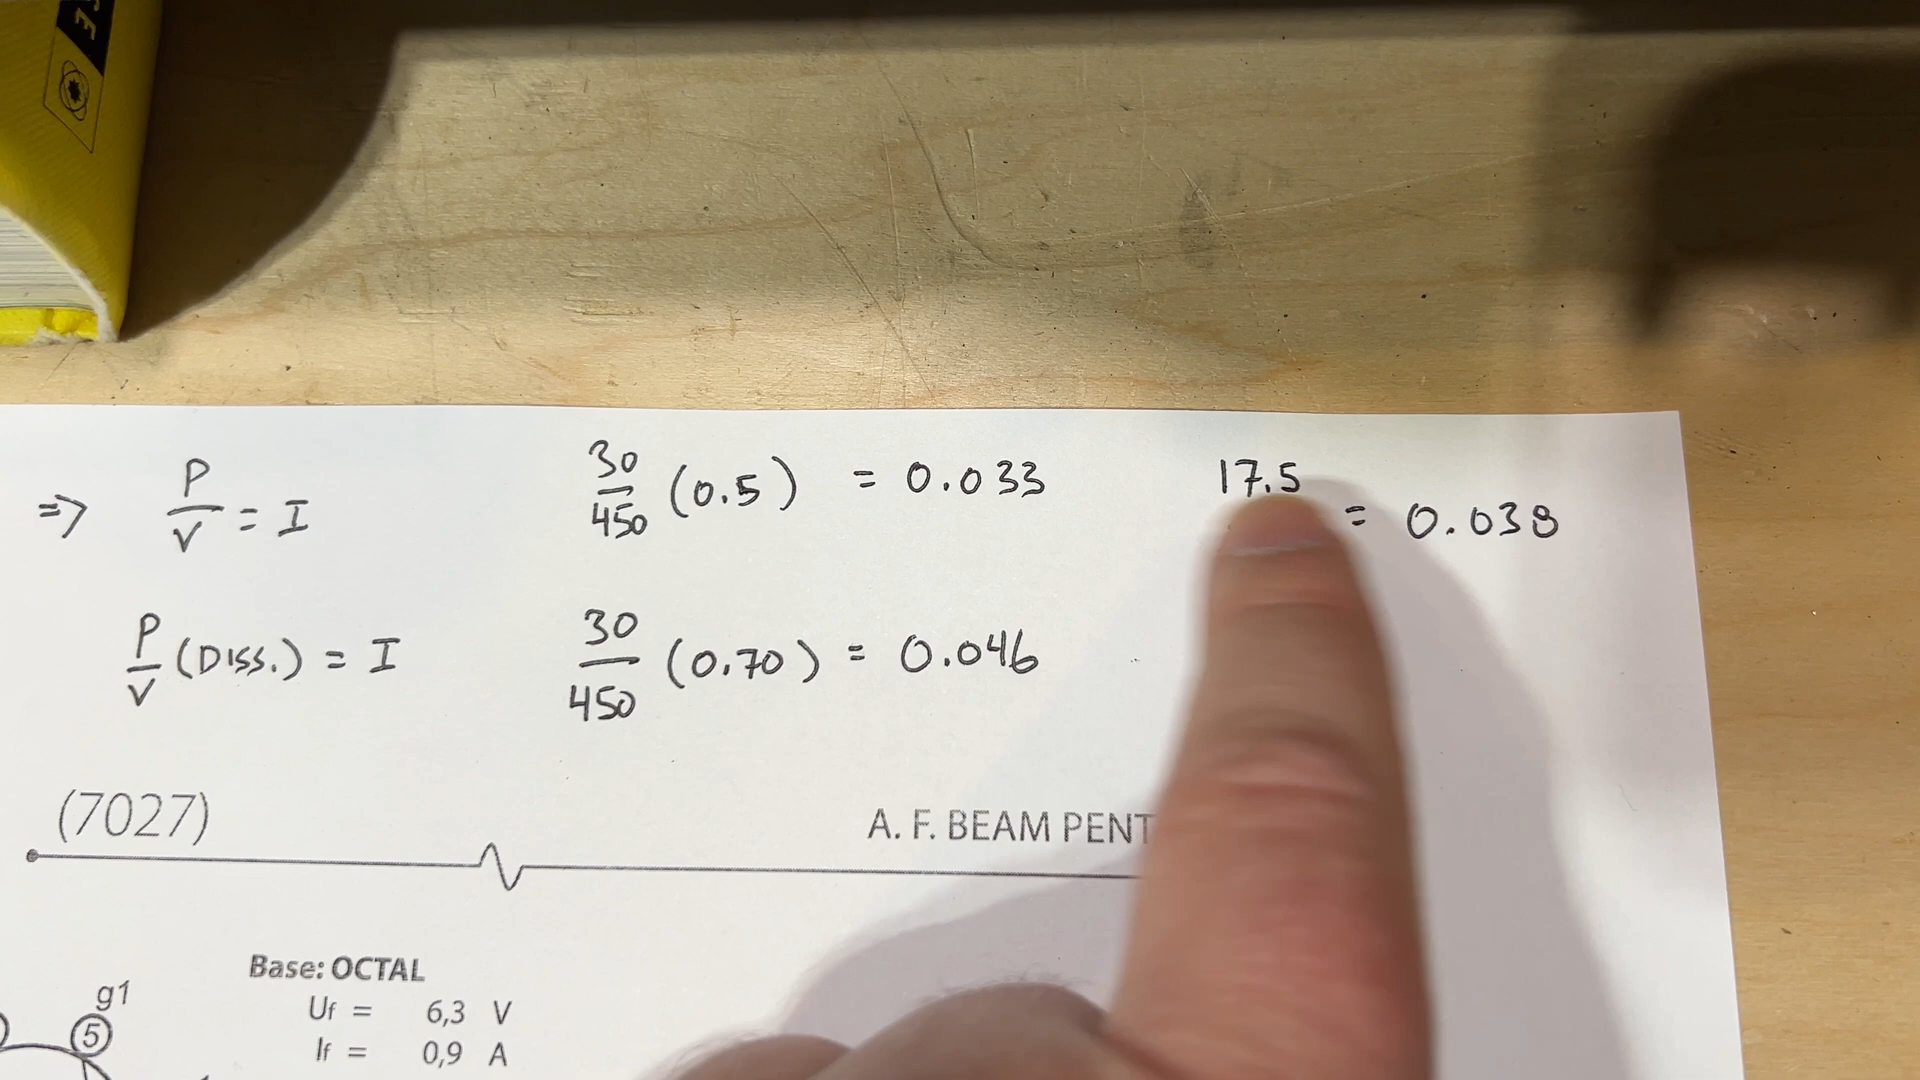 SE
=> P/V = I
30/450 (0.5) = 0.033
17.5 = 0.038
P/V (DISS.) = I
30/450 (0.70) = 0.046
(7027)
A. F. BEAM PENT
Base: OCTAL
g1
5
Uf = 6,3 V
If = 0,9 A